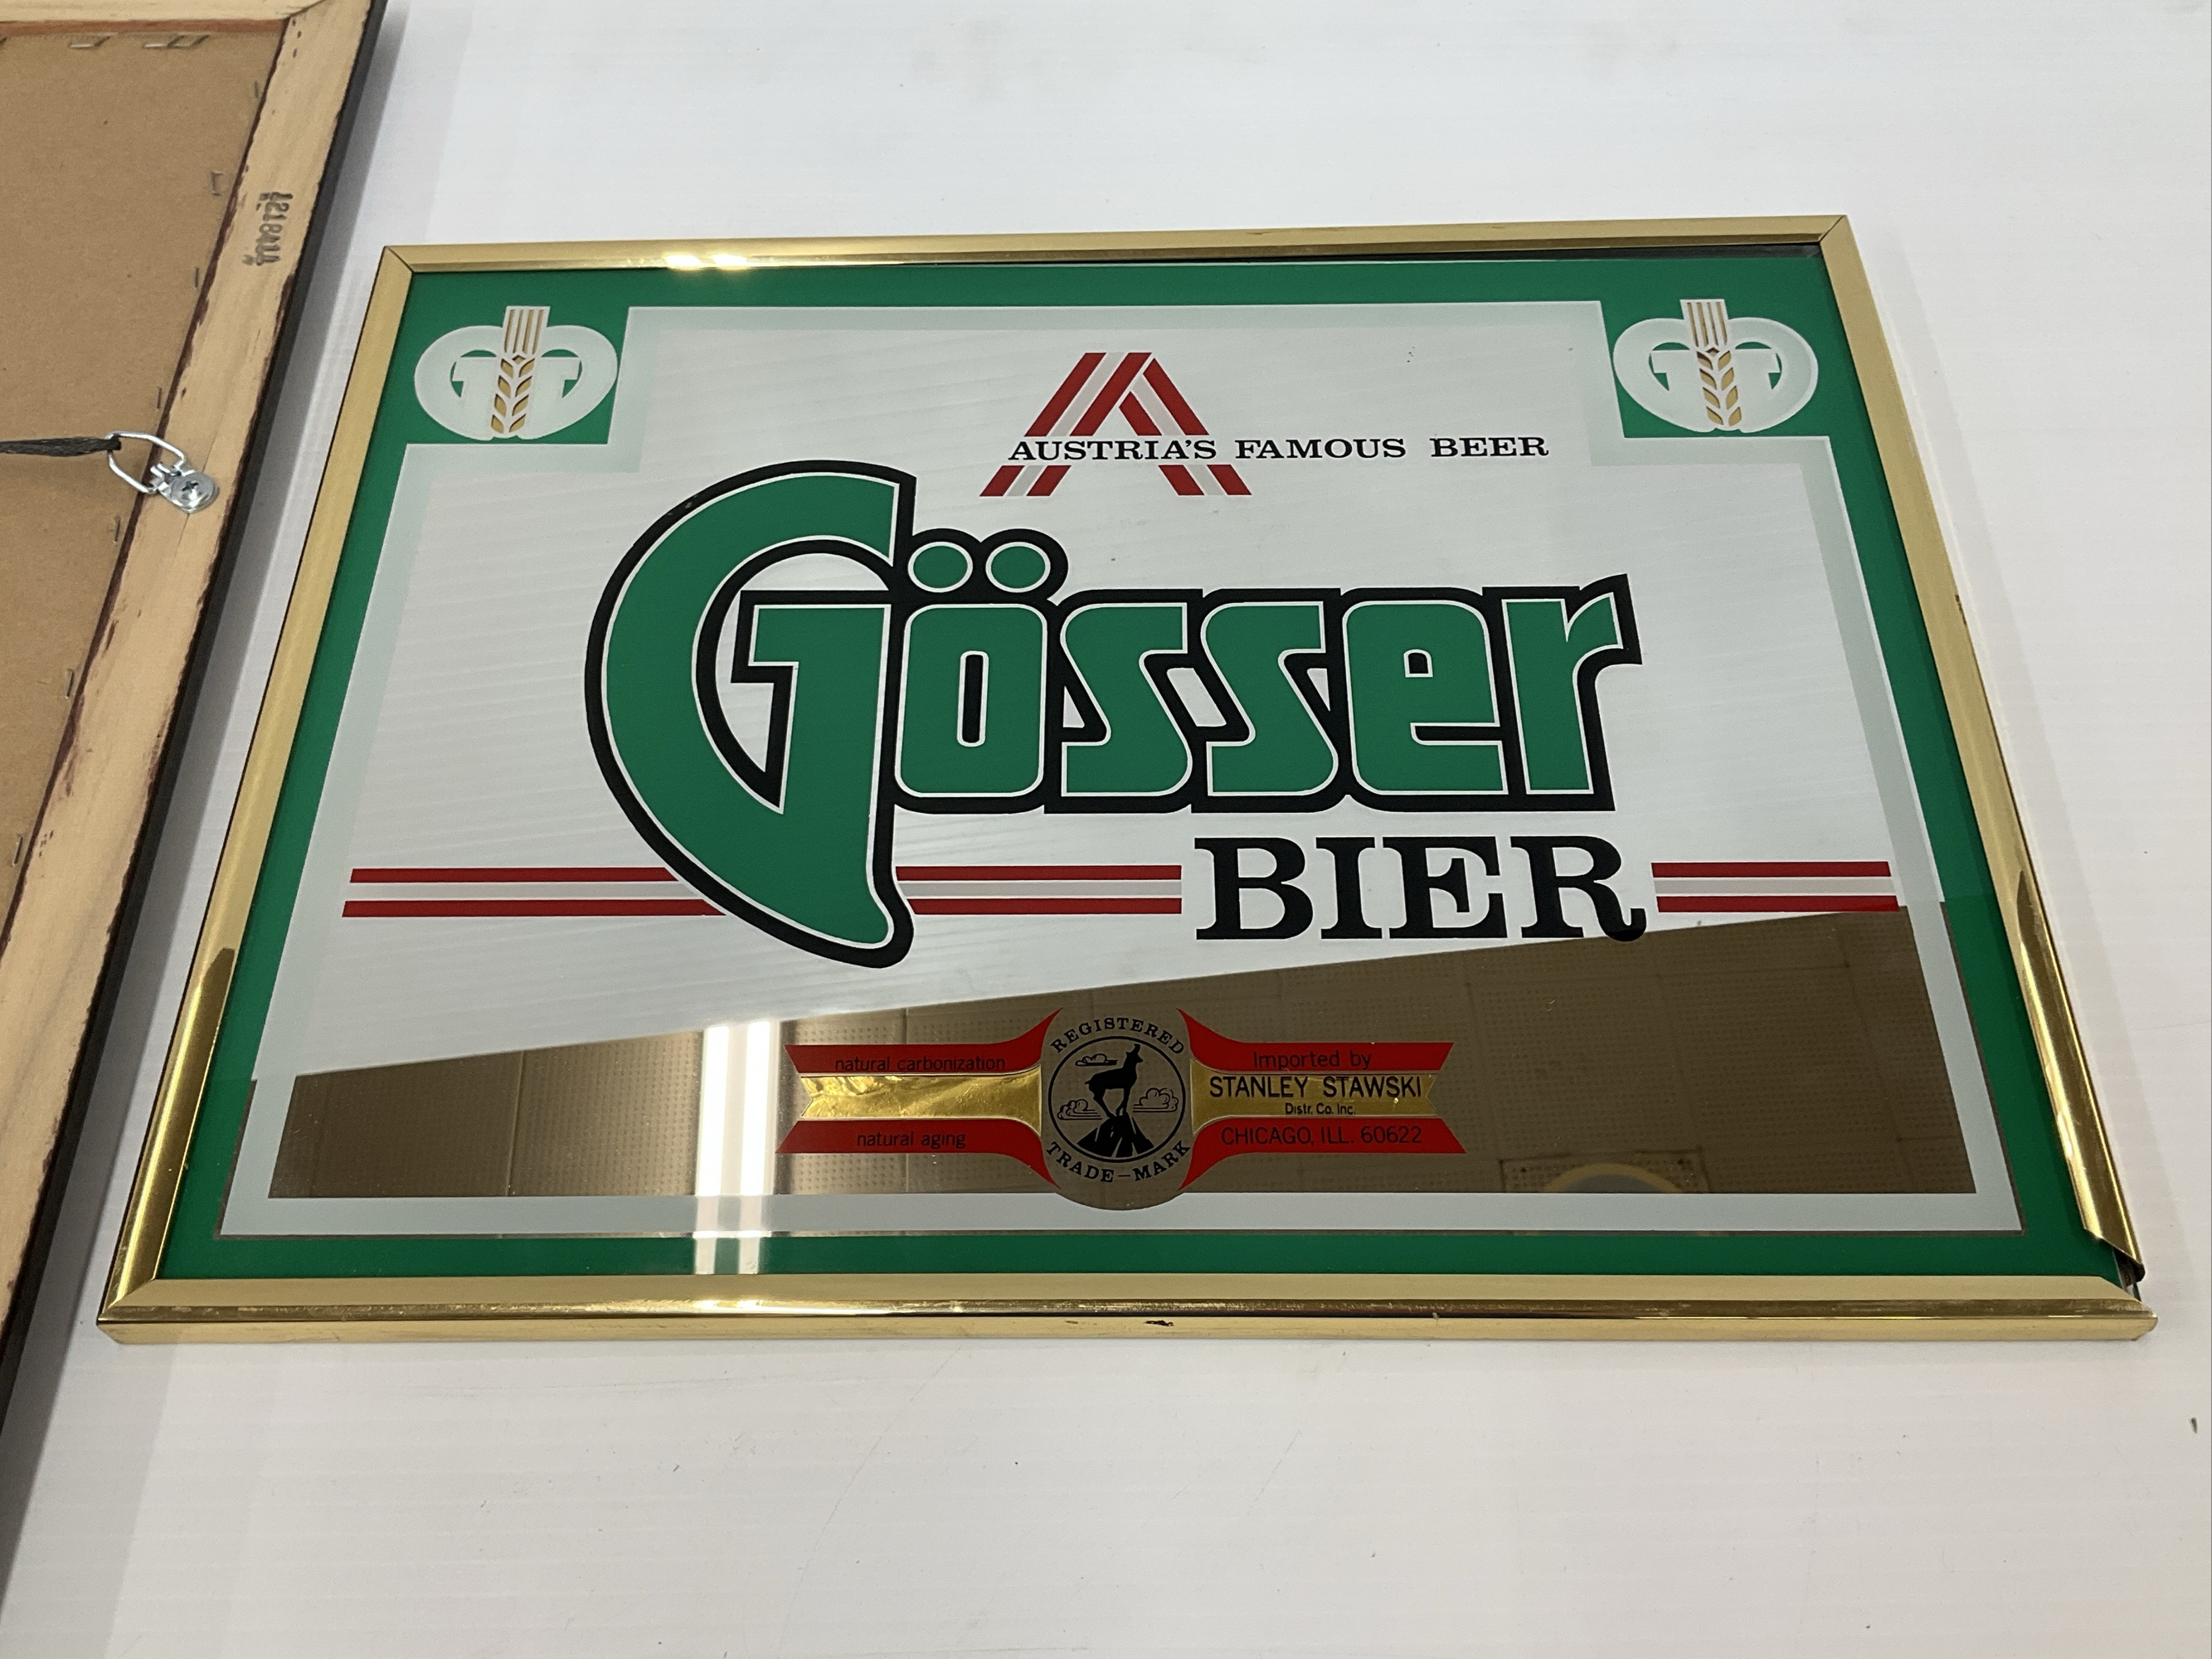 AUSTRIA'S FAMOUS BEER
Gösser
BIER
REGISTERED
TRADE-MARK
natural carbonization
natural aging
Imported by
STANLEY STAWSKI
Distr. Co. Inc.
CHICAGO, ILL. 60622